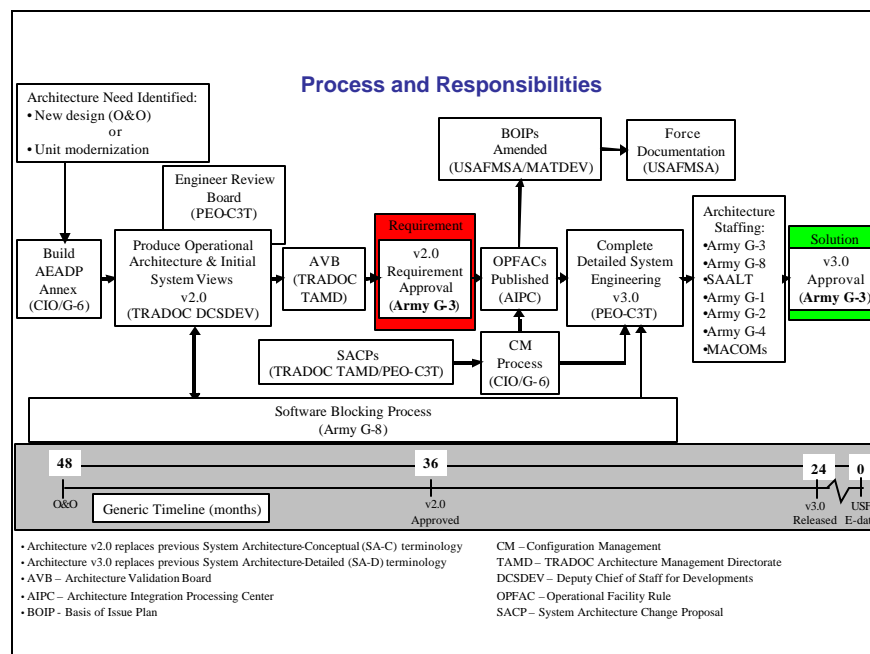 Process and Responsibilities
Architecture Need Identified:
• New design (O&O)
or
• Unit modernization
Engineer Review
Board
(PEO-C3T)
BOIPs
Amended
(USAFMSA/MATDEV)
Force
Documentation
(USAFMSA)
Build
AEADP
Annex
(CIO/G-6)
Produce Operational
Architecture & Initial
System Views
v2.0
(TRADOC DCSDEV)
AVB
(TRADOC
TAMD)
Requirement
v2.0
Requirement
Approval
(Army G-3)
OPFACs
Published
(AIPC)
Complete
Detailed System
Engineering
v3.0
(PEO-C3T)
Architecture
Staffing:
•Army G-3
•Army G-8
•SAALT
•Army G-1
•Army G-2
•Army G-4
•MACOMs
Solution
v3.0
Approval
(Army G-3)
SACPs
(TRADOC TAMD/PEO-C3T)
CM
Process
(CIO/G-6)
Software Blocking Process
(Army G-8)
48
36
24
0
O&O
Generic Timeline (months)
v2.0
Approved
v3.0
Released
USF
E-dat
• Architecture v2.0 replaces previous System Architecture-Conceptual (SA-C) terminology
• Architecture v3.0 replaces previous System Architecture-Detailed (SA-D) terminology
• AVB – Architecture Validation Board
• AIPC – Architecture Integration Processing Center
• BOIP - Basis of Issue Plan
CM – Configuration Management
TAMD – TRADOC Architecture Management Directorate
DCSDEV – Deputy Chief of Staff for Developments
OPFAC – Operational Facility Rule
SACP – System Architecture Change Proposal